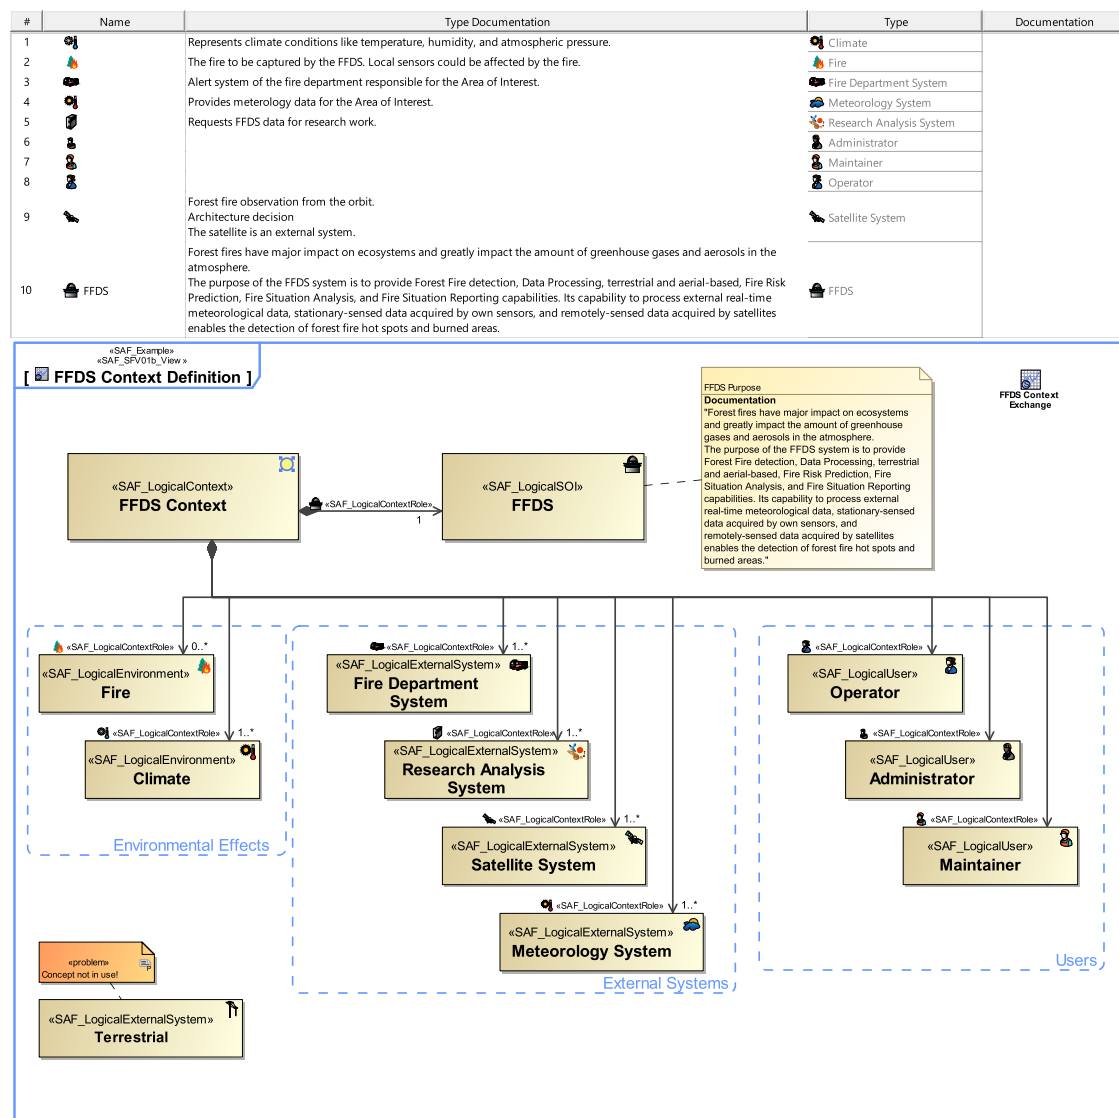 # Name Type Documentation Type Documentation
1 Represents climate conditions like temperature, humidity, and atmospheric pressure. Climate
2 The fire to be captured by the FFDS. Local sensors could be affected by the fire. Fire
3 Alert system of the fire department responsible for the Area of Interest. Fire Department System
4 Provides meterology data for the Area of Interest. Meteorology System
5 Requests FFDS data for research work. Research Analysis System
6 Administrator
7 Maintainer
8 Operator
Forest fire observation from the orbit.
9 Architecture decision Satellite System
The satellite is an external system.
Forest fires have major impact on ecosystems and greatly impact the amount of greenhouse gases and aerosols in the
atmosphere.
The purpose of the FFDS system is to provide Forest Fire detection, Data Processing, terrestrial and aerial-based, Fire Risk
10 FFDS Prediction, Fire Situation Analysis, and Fire Situation Reporting capabilities. Its capability to process external real-time FFDS
meteorological data, stationary-sensed data acquired by own sensors, and remotely-sensed data acquired by satellites
enables the detection of forest fire hot spots and burned areas.
«SAF_Example»
«SAF_SFV01b_View »
[ FFDS Context Definition ]
FFDS Purpose
Documentation
"Forest fires have major impact on ecosystems
and greatly impact the amount of greenhouse
gases and aerosols in the atmosphere.
The purpose of the FFDS system is to provide
Forest Fire detection, Data Processing, terrestrial
and aerial-based, Fire Risk Prediction, Fire
Situation Analysis, and Fire Situation Reporting
capabilities. Its capability to process external
real-time meteorological data, stationary-sensed
data acquired by own sensors, and
remotely-sensed data acquired by satellites
enables the detection of forest fire hot spots and
burned areas."
FFDS Context
Exchange
«SAF_LogicalContext»
FFDS Context
«SAF_LogicalContextRole»
1
«SAF_LogicalSOI»
FFDS
«SAF_LogicalContextRole» 0..*
«SAF_LogicalEnvironment»
Fire
«SAF_LogicalContextRole» 1..*
«SAF_LogicalEnvironment»
Climate
Environmental Effects
«SAF_LogicalContextRole» 1..*
«SAF_LogicalExternalSystem»
Fire Department
System
«SAF_LogicalContextRole» 1..*
«SAF_LogicalExternalSystem»
Research Analysis
System
«SAF_LogicalContextRole» 1..*
«SAF_LogicalExternalSystem»
Satellite System
«SAF_LogicalContextRole» 1..*
«SAF_LogicalExternalSystem»
Meteorology System
External Systems
«SAF_LogicalContextRole»
«SAF_LogicalUser»
Operator
«SAF_LogicalContextRole»
«SAF_LogicalUser»
Administrator
«SAF_LogicalContextRole»
«SAF_LogicalUser»
Maintainer
Users
«problem»
Concept not in use!
«SAF_LogicalExternalSystem»
Terrestrial